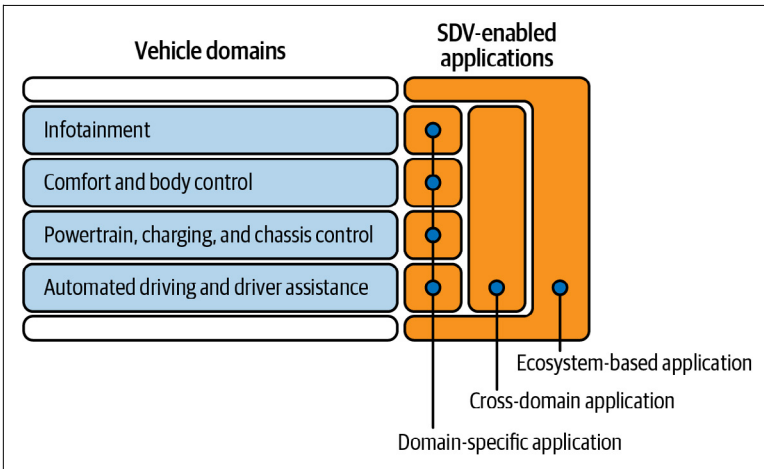 Vehicle domains
SDV-enabled
applications
Infotainment
Comfort and body control
Powertrain, charging, and chassis control
Automated driving and driver assistance
Ecosystem-based application
Cross-domain application
Domain-specific application